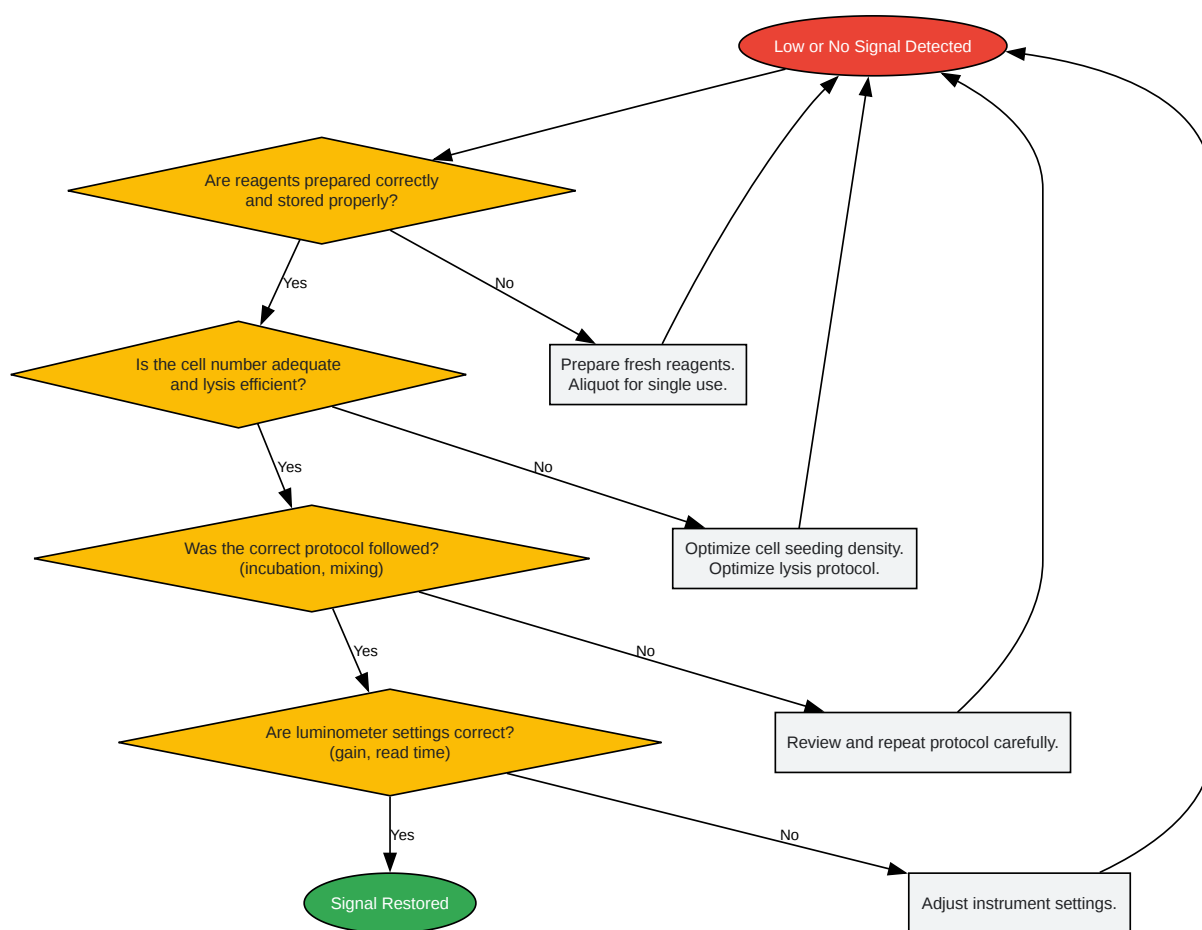 Low or No Signal Detected
Are reagents prepared correctly
and stored properly?
Yes
No
Prepare fresh reagents.
Aliquot for single use.
Is the cell number adequate
and lysis efficient?
Yes
No
Optimize cell seeding density.
Optimize lysis protocol.
Was the correct protocol followed?
(incubation, mixing)
Yes
No
Review and repeat protocol carefully.
Are luminometer settings correct?
(gain, read time)
Yes
No
Signal Restored
Adjust instrument settings.